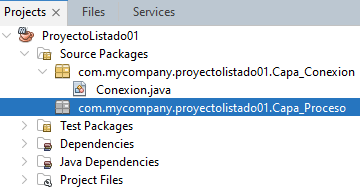 Projects Files Services
ProyectoListado01
Source Packages
com.mycompany.proyectolistado01.Capa_Conexion
Conexion.java
com.mycompany.proyectolistado01.Capa_Proceso
Test Packages
Dependencies
Java Dependencies
Project Files